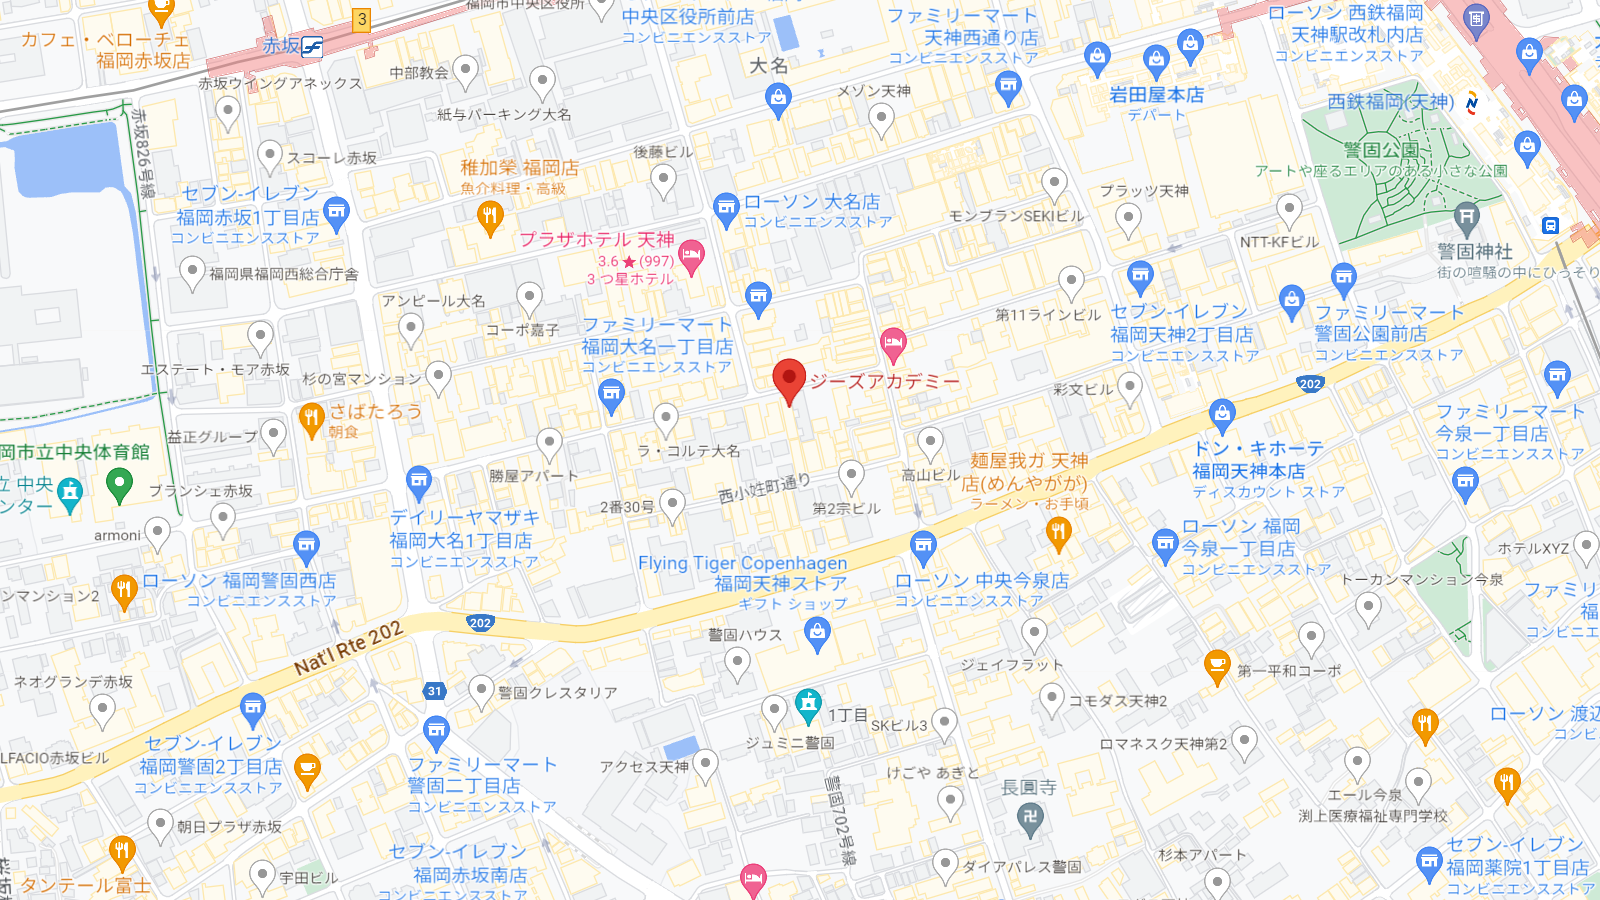 福岡市中央区役所
3
カフェ・ベローチェ
福岡赤坂店
赤坂
赤坂ウイングアネックス
中部教会
紙与パーキング大名
中央区役所前店
コンビニエンスストア
大名
ファミリーマート
天神西通り店
コンビニエンスストア
メゾン天神
岩田屋本店
デパート
ローソン 西鉄福岡
天神駅改札内店
コンビニエンスストア
西鉄福岡(天神)
警固公園
アートや座るエリアのある小さな公園
赤坂826号線
スコーレ赤坂
セブン-イレブン
福岡赤坂1丁目店
コンビニエンスストア
稚加榮 福岡店
魚介料理・高級
後藤ビル
ローソン 大名店
コンビニエンスストア
モンブランSEKIビル
プラッツ天神
NTT-KFビル
警固神社
街の喧騒の中にひっそり
福岡県福岡西総合庁舎
プラザホテル 天神
3.6★(997)
3 つ星ホテル
アンピール大名
コーポ嘉子
ファミリーマート
福岡大名一丁目店
コンビニエンスストア
第11ラインビル
セブン-イレブン
福岡天神2丁目店
コンビニエンスストア
ファミリーマート
警固公園前店
コンビニエンスストア
エステート・モア赤坂
杉の宮マンション
ジーズアカデミー
彩文ビル
202
さばたろう
朝食
益正グループ
岡市立中央体育館
立 中央
ンター
ブランシェ赤坂
ラ・コルテ大名
勝屋アパート
高山ビル
麺屋我ガ 天神
店(めんやがが)
ラーメン・お手頃
ドン・キホーテ
福岡天神本店
ディスカウント ストア
ファミリーマート
今泉一丁目店
コンビニエンスストア
西小姓町通り
2番30号
第2宗ビル
armoni
デイリーヤマザキ
福岡大名1丁目店
コンビニエンスストア
ローソン 福岡
今泉一丁目店
コンビニエンスストア
ホテルXYZ
ンマンション2
ローソン 福岡警固西店
コンビニエンスストア
Flying Tiger Copenhagen
福岡天神ストア
ギフト ショップ
ローソン 中央今泉店
コンビニエンスストア
トーカンマンション今泉
ファミリ
福
コンビニエ
202
Nat'l Rte 202
警固ハウス
ジェイフラット
第一平和コーポ
ネオグランデ赤坂
31
警固クレスタリア
コモダス天神2
1丁目
SKビル3
ジュミニ警固
ロマネスク天神第2
ローソン 渡辺
コンビニ
LFACIO赤坂ビル
セブン-イレブン
福岡警固2丁目店
コンビニエンスストア
ファミリーマート
警固二丁目店
コンビニエンスストア
アクセス天神
けごや あぎと
長圓寺
エール今泉
渕上医療福祉専門学校
警固702号線
朝日プラザ赤坂
タンテール富士
宇田ビル
セブン-イレブン
福岡赤坂南店
コンビニエンスストア
ダイアパレス警固
杉本アパート
セブン-イレブン
福岡薬院1丁目店
コンビニエンスストア